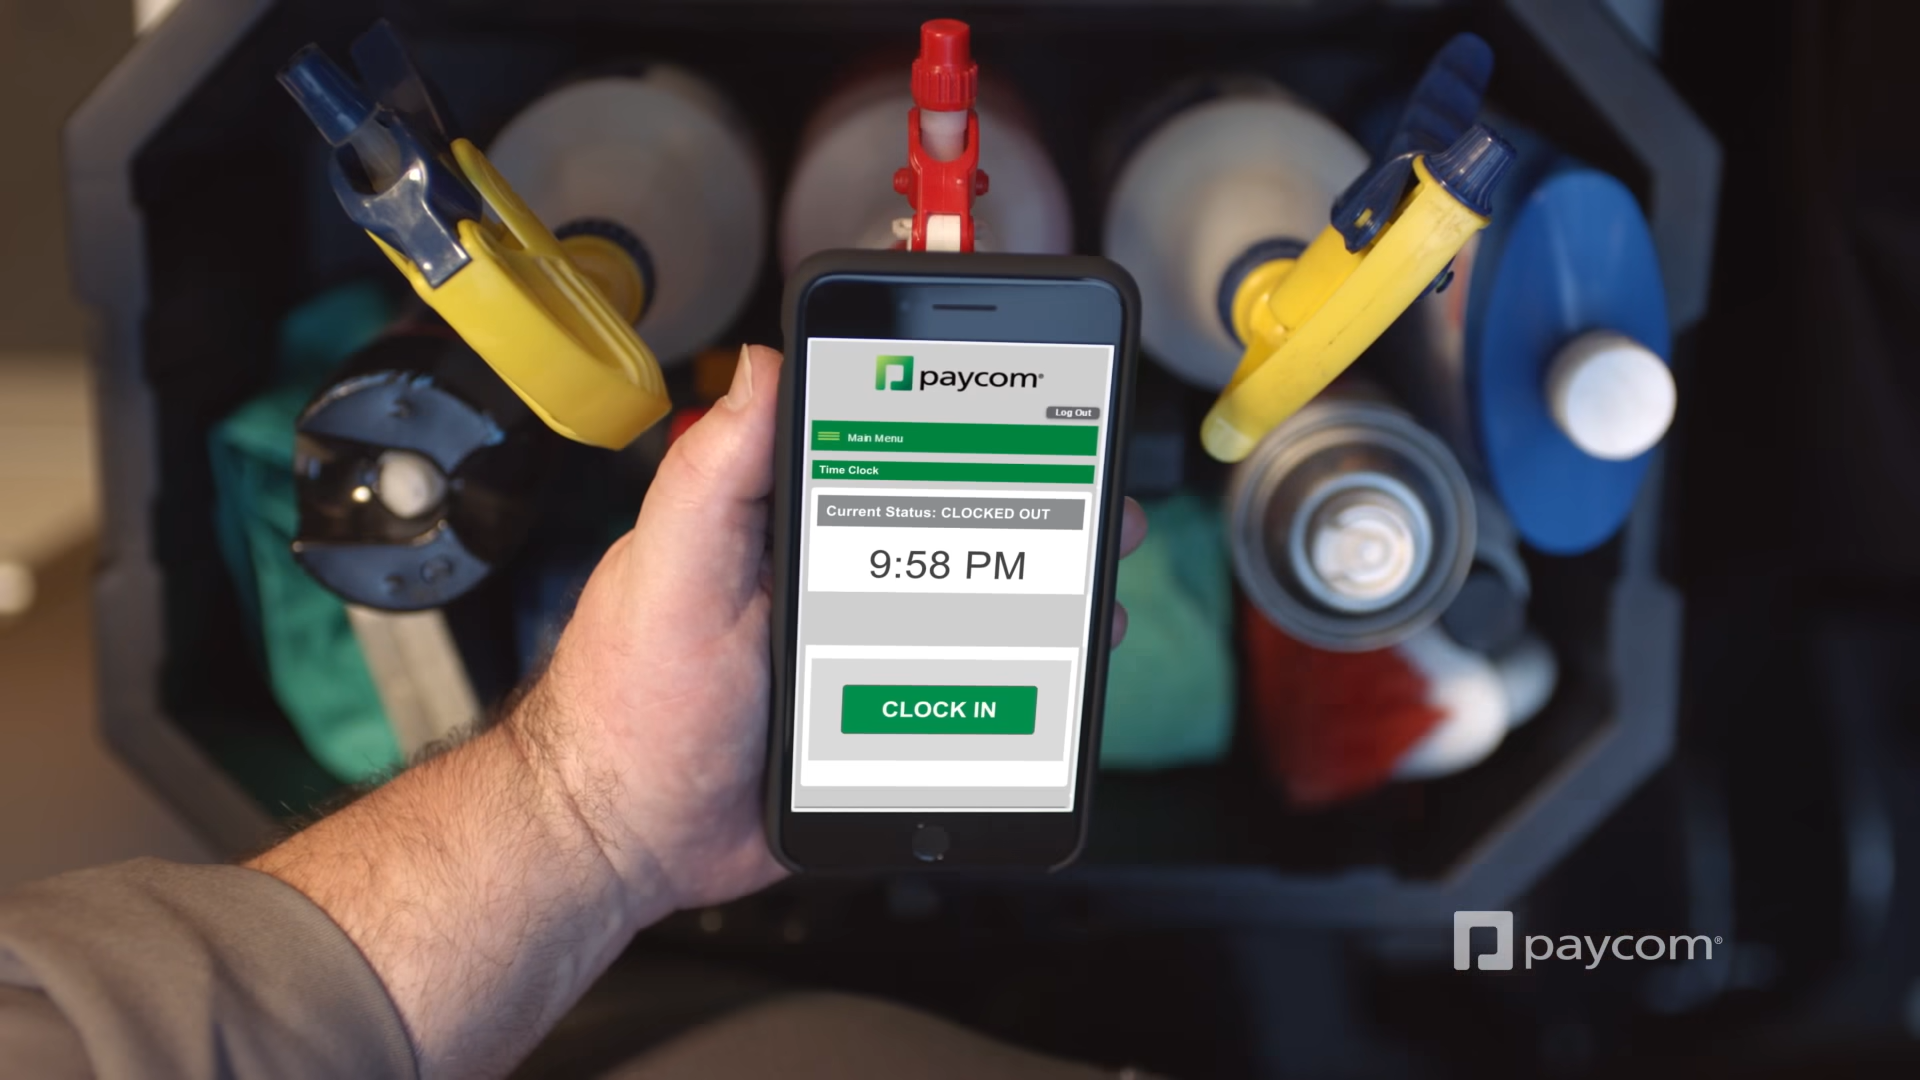 paycom®
Log Out
Main Menu
Time Clock
Current Status: CLOCKED OUT
9:58 PM
CLOCK IN
paycom®